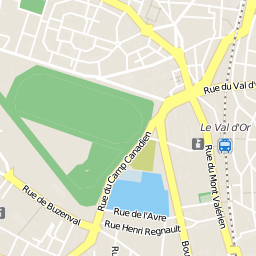 Rue du Val d'
Le Val d'Or
Rue du Camp Canadien
Rue du Mont Valérien
Rue de Buzenval
Rue de l'Avre
Rue Henri Regnault
Bou